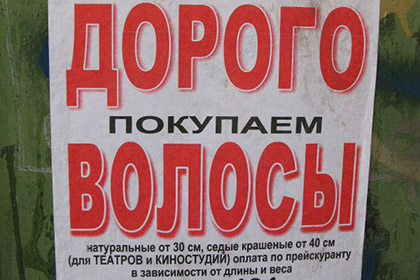 ДОРОГО
ПОКУПАЕМ
ВОЛОСЫ
натуральные от 30 см, седые крашеные от 40 см
(для ТЕАТРОВ и КИНОСТУДИЙ) оплата по прейскуранту
в зависимости от длины и веса